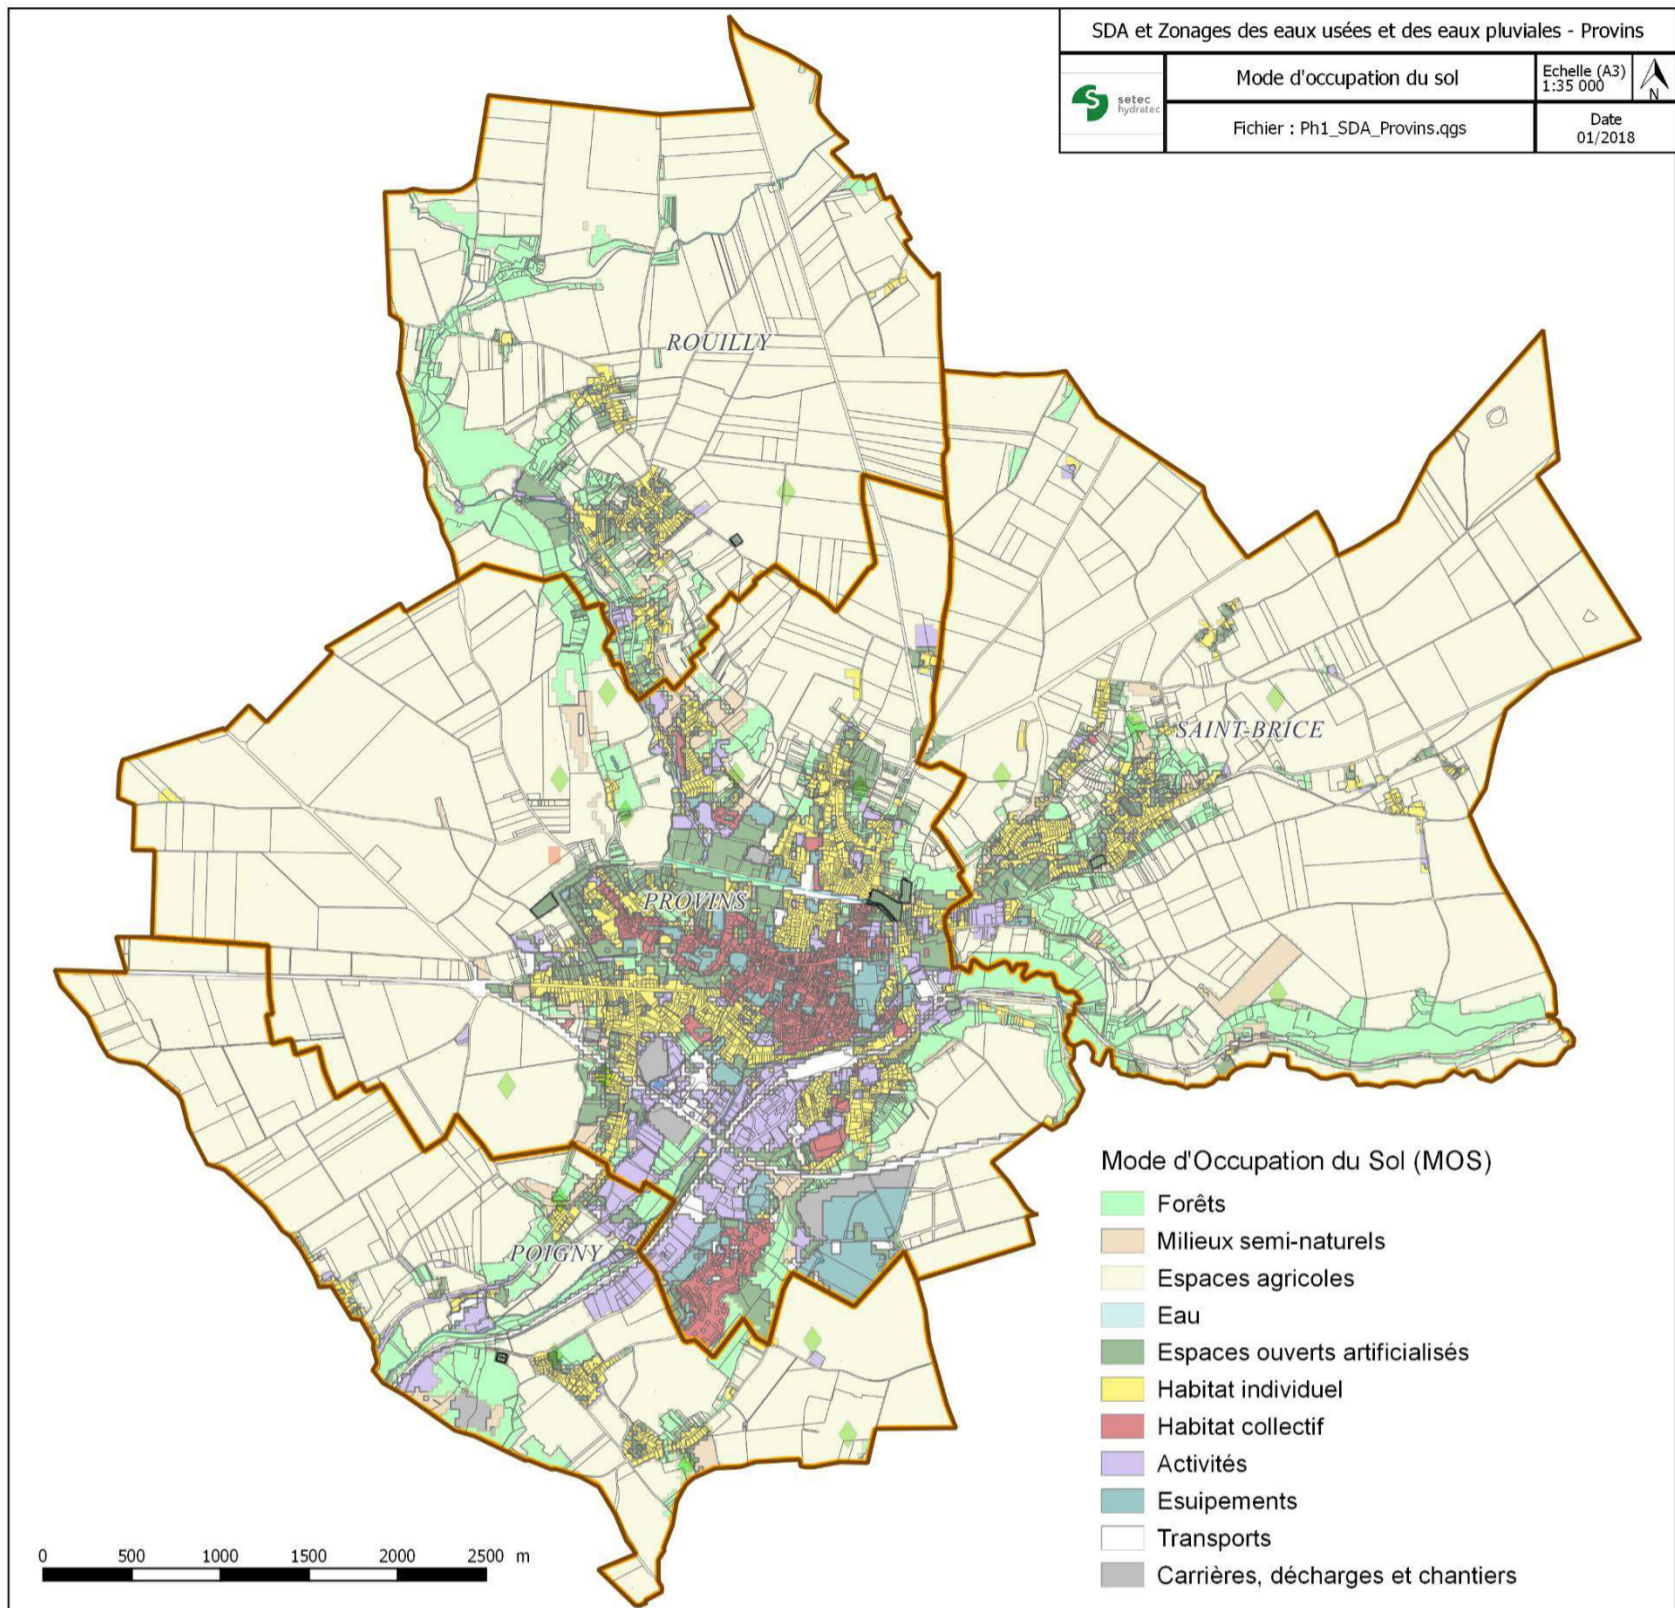 SDA et Zonages des eaux usées et des eaux pluviales - Provins
setec
hydratec
Mode d'occupation du sol
Echelle (A3)
1:35 000
N
Fichier : Ph1_SDA_Provins.qgs
Date
01/2018
ROUILLY
SAINT-BRICE
PROVINS
POIGNY
Mode d'Occupation du Sol (MOS)
Forêts
Milieux semi-naturels
Espaces agricoles
Eau
Espaces ouverts artificialisés
Habitat individuel
Habitat collectif
Activités
Esuipements
Transports
Carrières, décharges et chantiers
0 500 1000 1500 2000 2500 m